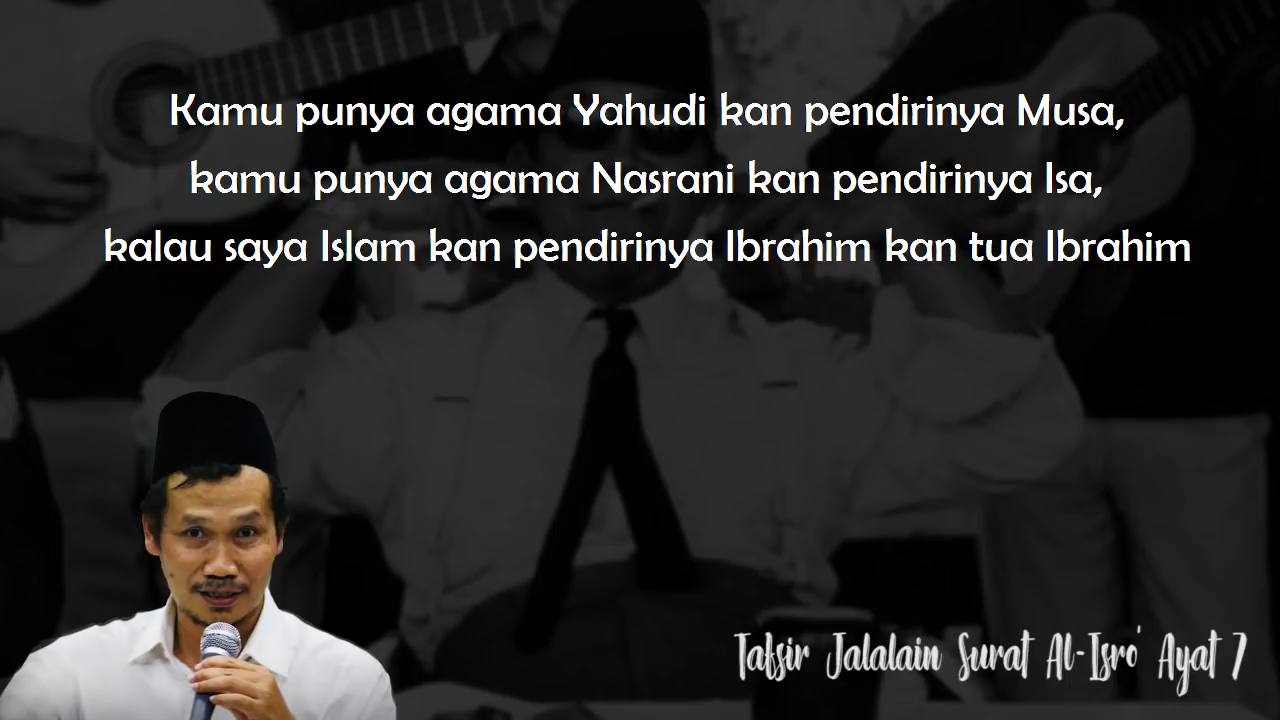 Kamu punya agama Yahudi kan pendirinya Musa,
kamu punya agama Nasrani kan pendirinya Isa,
kalau saya Islam kan pendirinya Ibrahim kan tua Ibrahim
Tafsir Jalalain Surat Al-Isro' Ayat 7